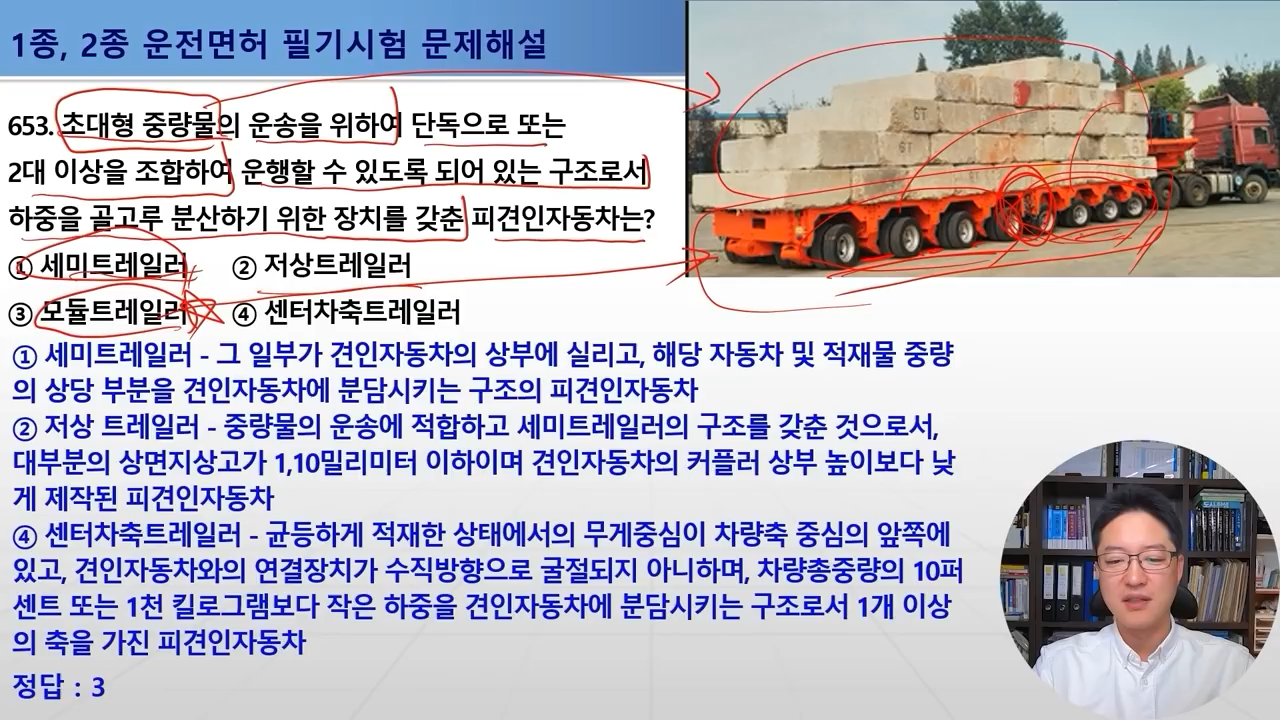 1종, 2종 운전면허 필기시험 문제해설
653. 초대형 중량물의 운송을 위하여 단독으로 또는
2대 이상을 조합하여 운행할 수 있도록 되어 있는 구조로서
하중을 골고루 분산하기 위한 장치를 갖춘 피견인자동차는?
① 세미트레일러 ② 저상트레일러
③ 모듈트레일러 ④ 센터차축트레일러
① 세미트레일러 - 그 일부가 견인자동차의 상부에 실리고, 해당 자동차 및 적재물 중량
의 상당 부분을 견인자동차에 분담시키는 구조의 피견인자동차
② 저상 트레일러 - 중량물의 운송에 적합하고 세미트레일러의 구조를 갖춘 것으로서,
대부분의 상면지상고가 1,10밀리미터 이하이며 견인자동차의 커플러 상부 높이보다 낮
게 제작된 피견인자동차
④ 센터차축트레일러 - 균등하게 적재한 상태에서의 무게중심이 차량축 중심의 앞쪽에
있고, 견인자동차와의 연결장치가 수직방향으로 굴절되지 아니하며, 차량총중량의 10퍼
센트 또는 1천 킬로그램보다 작은 하중을 견인자동차에 분담시키는 구조로서 1개 이상
의 축을 가진 피견인자동차
정답 : 3
6T
6T